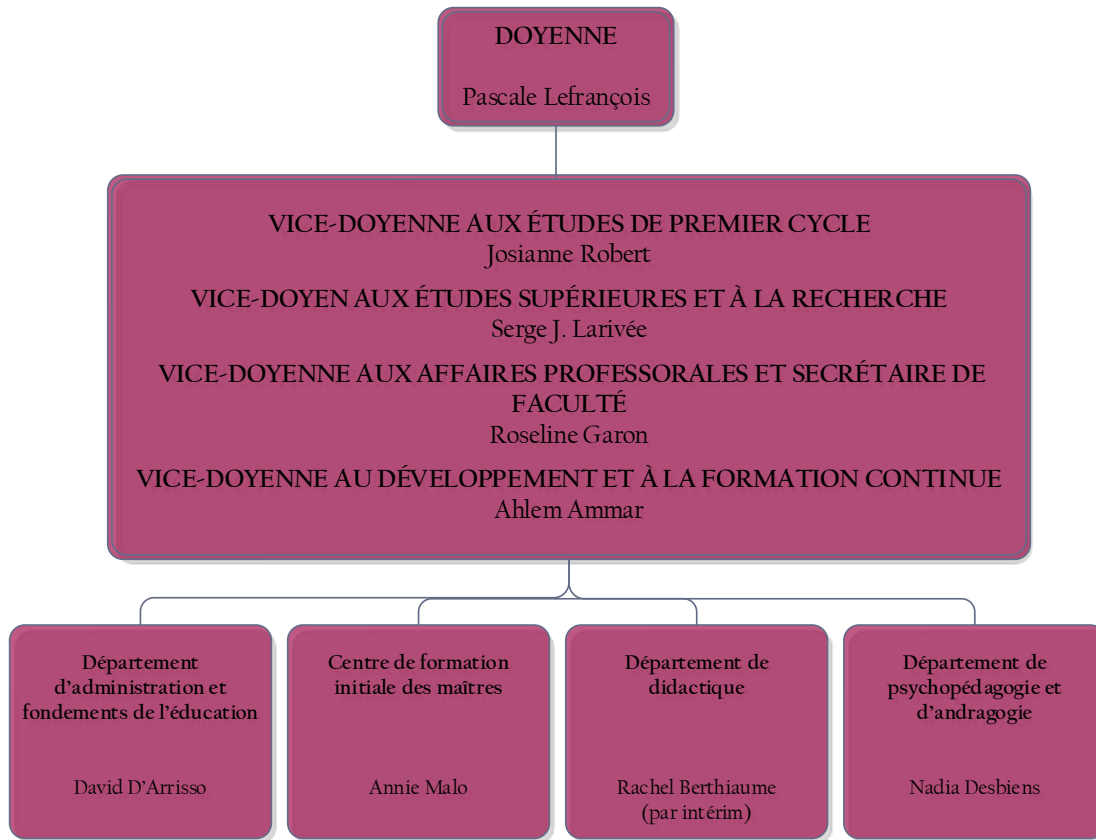 DOYENNE
Pascale Lefrançois
VICE-DOYENNE AUX ÉTUDES DE PREMIER CYCLE
Josianne Robert
VICE-DOYEN AUX ÉTUDES SUPÉRIEURES ET À LA RECHERCHE
Serge J. Larivée
VICE-DOYENNE AUX AFFAIRES PROFESSORALES ET SECRÉTAIRE DE
FACULTÉ
Roseline Garon
VICE-DOYENNE AU DÉVELOPPEMENT ET À LA FORMATION CONTINUE
Ahlem Ammar
Département
d'administration et
fondements de l'éducation
David D'Arrisso
Centre de formation
initiale des maîtres
Annie Malo
Département de
didactique
Rachel Berthiaume
(par intérim)
Département de
psychopédagogie et
d'andragogie
Nadia Desbiens